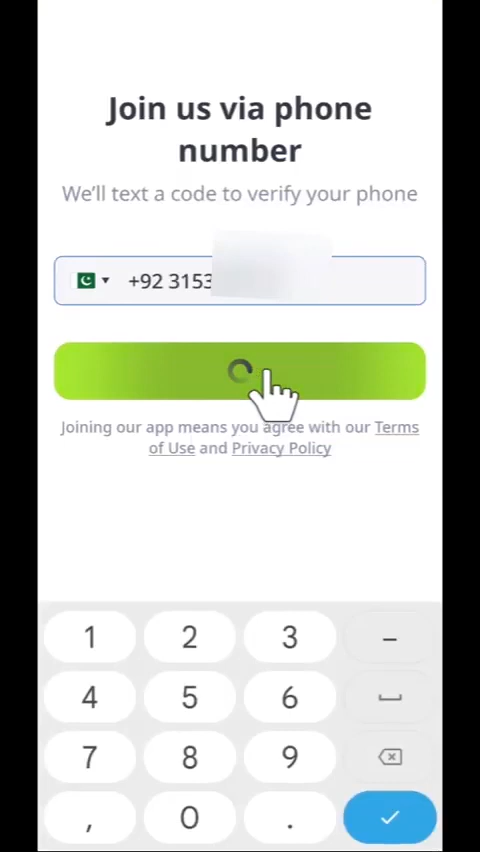 Join us via phone
number
We'll text a code to verify your phone
+92 3153
Joining our app means you agree with our Terms
of Use and Privacy Policy
1 2 3 –
4 5 6
7 8 9
, 0 .